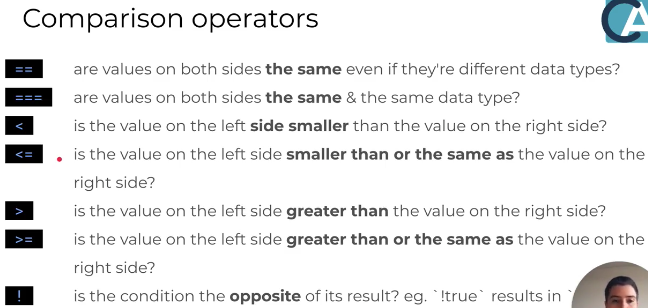 Comparison operators
CA
== are values on both sides the same even if they're different data types?
=== are values on both sides the same & the same data type?
< is the value on the left side smaller than the value on the right side?
<= is the value on the left side smaller than or the same as the value on the
right side?
> is the value on the left side greater than the value on the right side?
>= is the value on the left side greater than or the same as the value on the
right side?
! is the condition the opposite of its result? eg. `!true` results in `